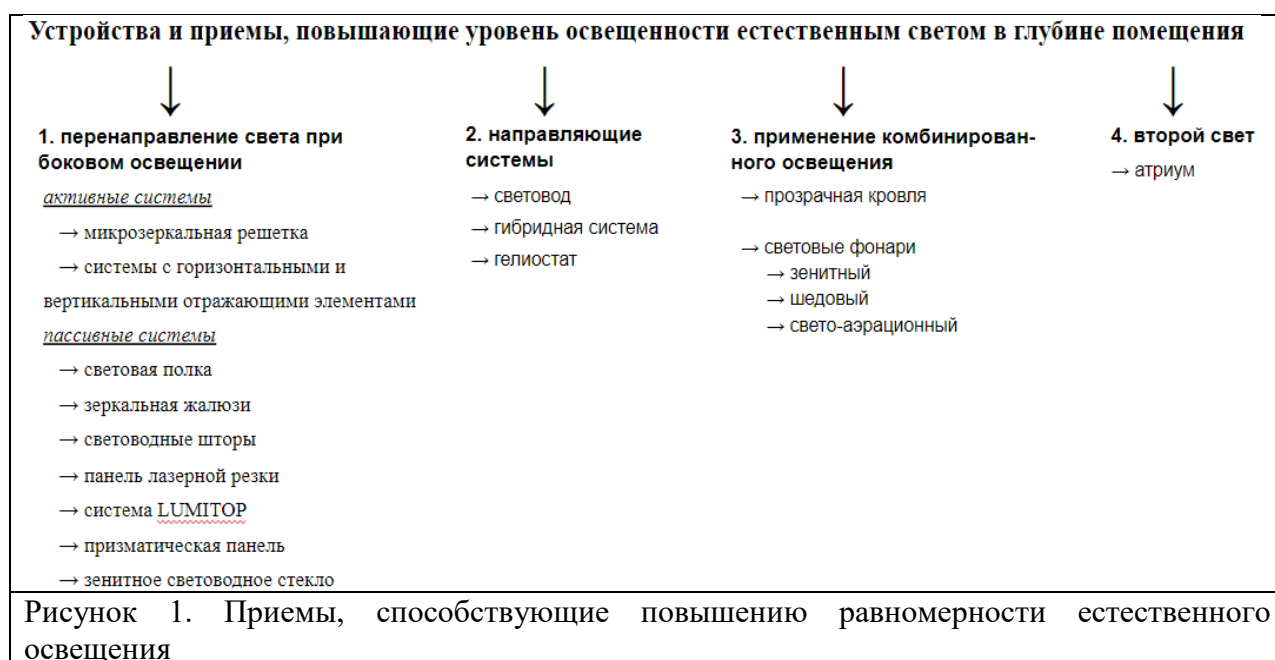 Устройства и приемы, повышающие уровень освещенности естественным светом в глубине помещения
1. перенаправление света при
боковом освещении
активные системы
→ микрозеркальная решетка
→ системы с горизонтальными и
вертикальными отражающими элементами
пассивные системы
→ световая полка
→ зеркальная жалюзи
→ световодные шторы
→ панель лазерной резки
→ система LUMITOP
→ призматическая панель
→ зенитное световодное стекло
2. направляющие
системы
→ световод
→ гибридная система
→ гелиостат
3. применение комбинирован-
ного освещения
→ прозрачная кровля
→ световые фонари
→ зенитный
→ шедовый
→ свето-аэрационный
4. второй свет
→ атриум
Рисунок 1. Приемы, способствующие повышению равномерности естественного
освещения